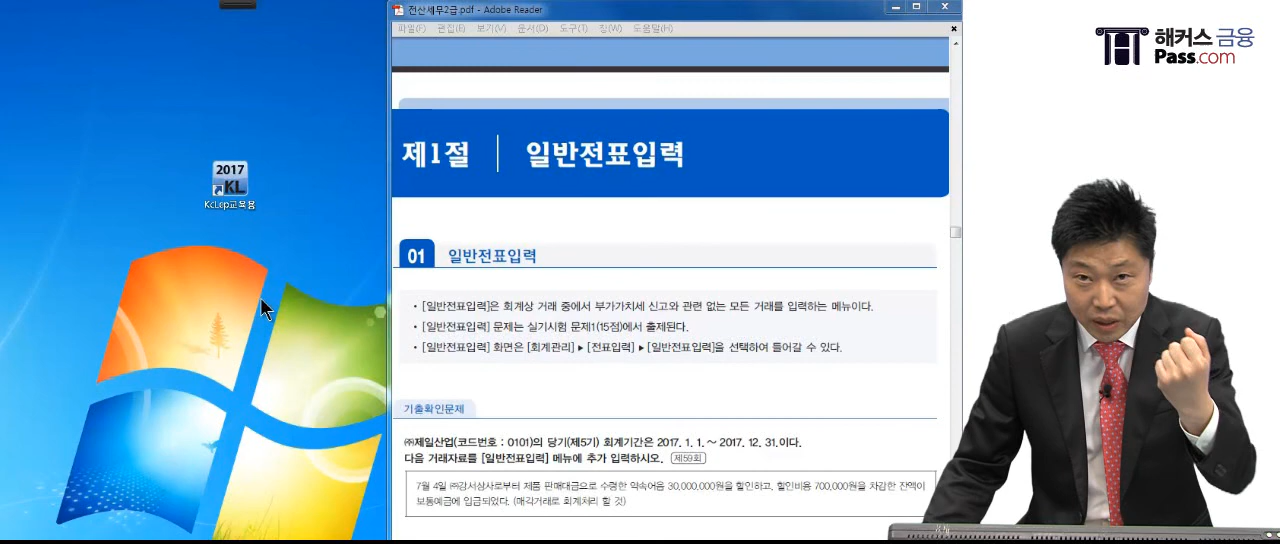 전산세무2급.pdf - Adobe Reader
파일(F) 편집(E) 보기(V) 문서(D) 도구(T) 창(W) 도움말(H)
해커스 금융
Pass.com
2017
KL
KcLep교육용
제1절 일반전표입력
01 일반전표입력
• [일반전표입력]은 회계상 거래 중에서 부가가치세 신고와 관련 없는 모든 거래를 입력하는 메뉴이다.
• [일반전표입력] 문제는 실기시험 문제1(15점)에서 출제된다.
• [일반전표입력] 화면은 [회계관리] ▶ [전표입력] ▶ [일반전표입력]을 선택하여 들어갈 수 있다.
기출확인문제
㈜제일산업(코드번호 : 0101)의 당기(제5기) 회계기간은 2017. 1. 1. ~ 2017. 12. 31.이다.
다음 거래자료를 [일반전표입력] 메뉴에 추가 입력하시오. 제59회
7월 4일 ㈜강서상사로부터 제품 판매대금으로 수령한 약속어음 30,000,000원을 할인하고, 할인비용 700,000원을 차감한 잔액이
보통예금에 입금되었다. (매각거래로 회계처리 할 것)